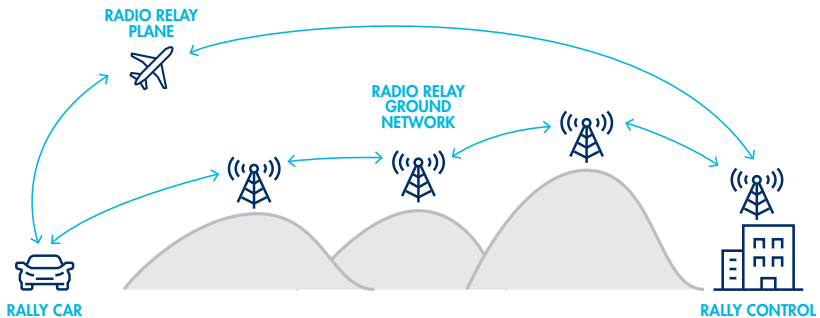 RADIO RELAY
PLANE
RADIO RELAY
GROUND
NETWORK
RALLY CAR
RALLY CONTROL